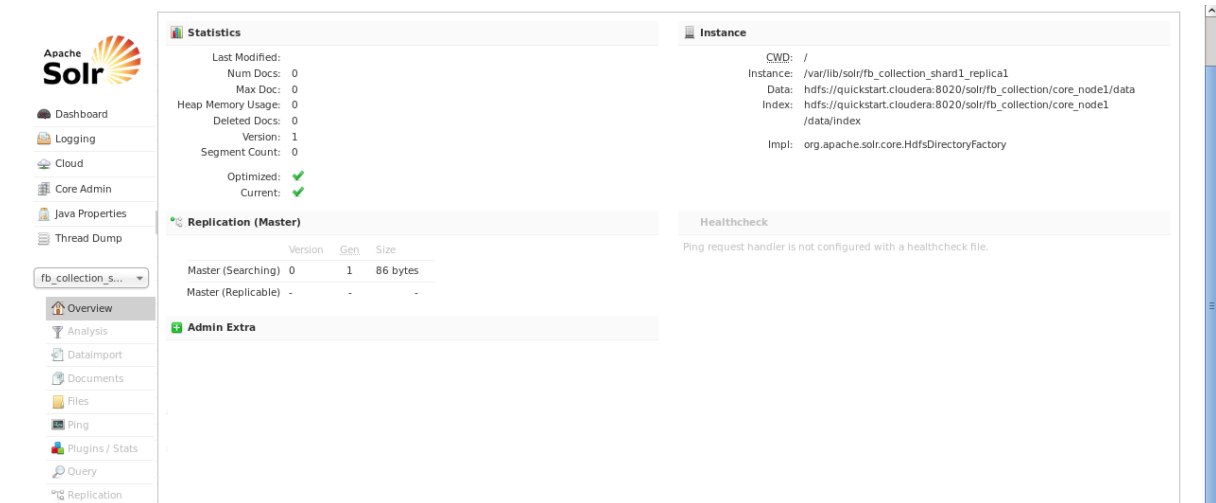 Apache
Solr
Dashboard
Logging
Cloud
Core Admin
Java Properties
Thread Dump
fb_collection_s...
Overview
Analysis
Dataimport
Documents
Files
Ping
Plugins / Stats
Query
Replication
Statistics
Last Modified:
Num Docs: 0
Max Doc: 0
Heap Memory Usage: 0
Deleted Docs: 0
Version: 1
Segment Count: 0
Optimized:
Current:
Replication (Master)
Version Gen Size
Master (Searching) 0 1 86 bytes
Master (Replicable) - - -
Admin Extra
Instance
CWD: /
Instance: /var/lib/solr/fb_collection_shard1_replica1
Data: hdfs://quickstart.cloudera:8020/solr/fb_collection/core_node1/data
Index: hdfs://quickstart.cloudera:8020/solr/fb_collection/core_node1
/data/index
Impl: org.apache.solr.core.HdfsDirectoryFactory
Healthcheck
Ping request handler is not configured with a healthcheck file.